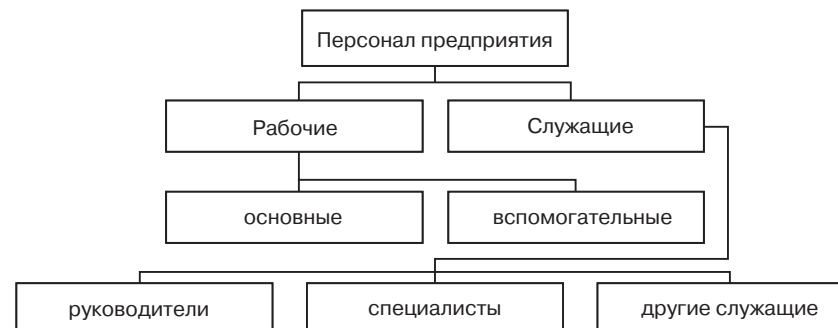 Персонал предприятия
Рабочие
Служащие
основные
вспомогательные
руководители
специалисты
другие служащие